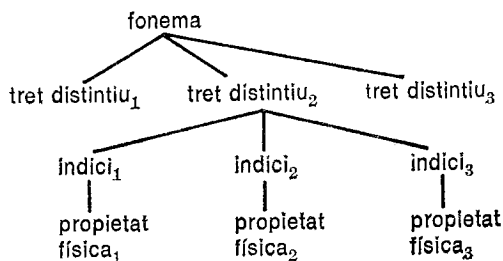 fonema
tret distintiu₁ tret distintiu₂ tret distintiu₃
indici₁ indici₂ indici₃
propietat propietat propietat
física₁ física₂ física₃